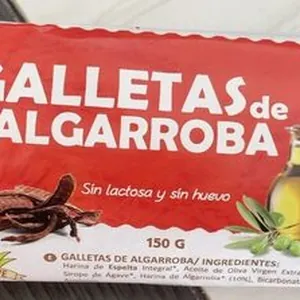 GALLETAS de
ALGARROBA
Sin lactosa y sin huevo
150 G
E GALLETAS DE ALGARROBA/ INGREDIENTES:
Harina de Espelta Integral*, Aceite de Oliva Virgen Extra
Sirope de Agave*, Harina de Algarroba* (10%), Bicarbonat